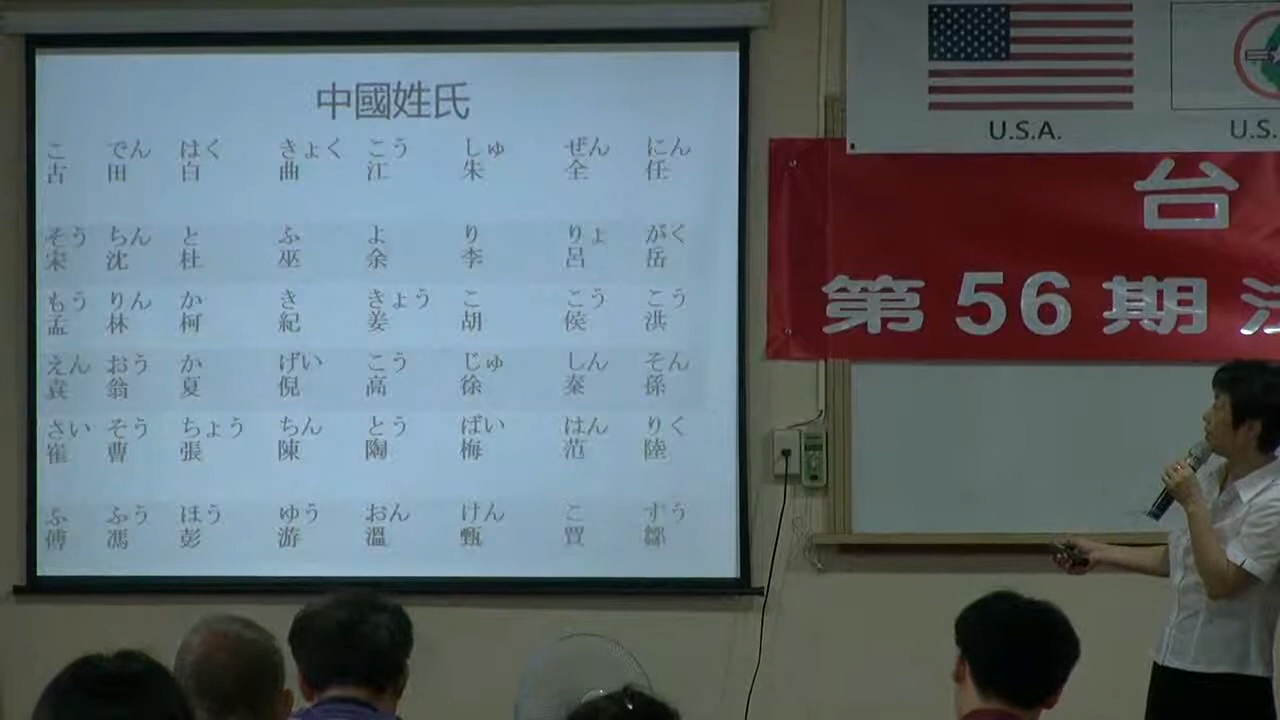 中國姓氏
こ でん はく きょく こう しゅ ぜん にん
古 田 白 曲 江 朱 全 任
そう ちん と ふ よ り りょ がく
宋 沈 杜 巫 余 李 呂 岳
もう りん か き きょう こ こう こう
孟 林 柯 紀 姜 胡 侯 洪
えん おう か げい こう じゅ しん そん
袁 翁 夏 倪 高 徐 秦 孫
さい そう ちょう ちん とう ばい はん りく
崔 曹 張 陳 陶 梅 范 陸
ふ ふう ほう ゆう おん けん こ すう
傅 馮 彭 游 溫 甄 賈 鄒
U.S.A.
U.S.
台
第56期